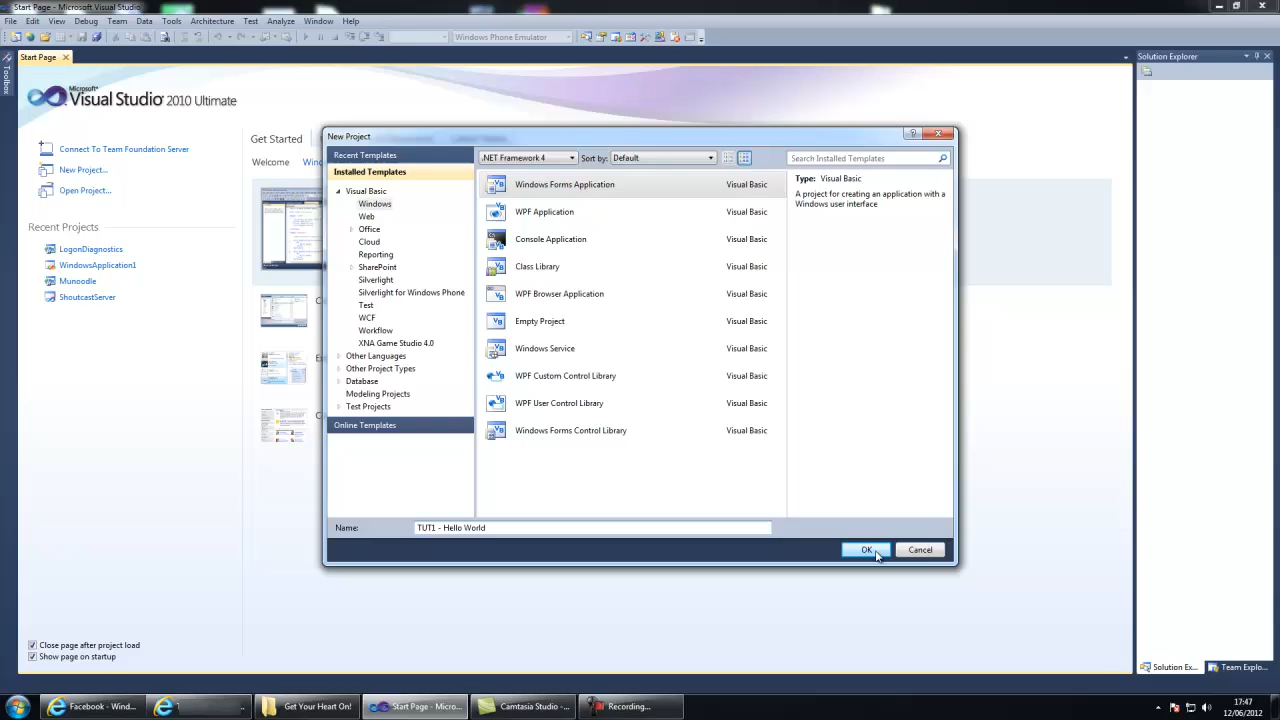 Start Page - Microsoft Visual Studio
File Edit View Debug Team Data Tools Architecture Test Analyze Window Help
Windows Phone Emulator
Start Page
Solution Explorer
Toolbox
Microsoft®
Visual Studio 2010 Ultimate
Connect To Team Foundation Server
New Project...
Open Project...
Recent Projects
LogonDiagnostics
WindowsApplication1
Munoodle
ShoutcastServer
Get Started
Welcome
New Project
Recent Templates
.NET Framework 4
Sort by: Default
Search Installed Templates
Installed Templates
Visual Basic
Windows
Web
Office
Cloud
Reporting
SharePoint
Silverlight
Silverlight for Windows Phone
Test
WCF
Workflow
XNA Game Studio 4.0
Other Languages
Other Project Types
Database
Modeling Projects
Test Projects
Online Templates
Windows Forms Application Visual Basic
WPF Application Visual Basic
Console Application Visual Basic
Class Library Visual Basic
WPF Browser Application Visual Basic
Empty Project Visual Basic
Windows Service Visual Basic
WPF Custom Control Library Visual Basic
WPF User Control Library Visual Basic
Windows Forms Control Library Visual Basic
Type: Visual Basic
A project for creating an application with a
Windows user interface
Name: TUT1 - Hello World
OK Cancel
Close page after project load
Show page on startup
Solution Ex... Team Explo...
Facebook - Wind... Get Your Heart On! Start Page - Micro... Camtasia Studio -... Recording...
17:47
12/06/2012